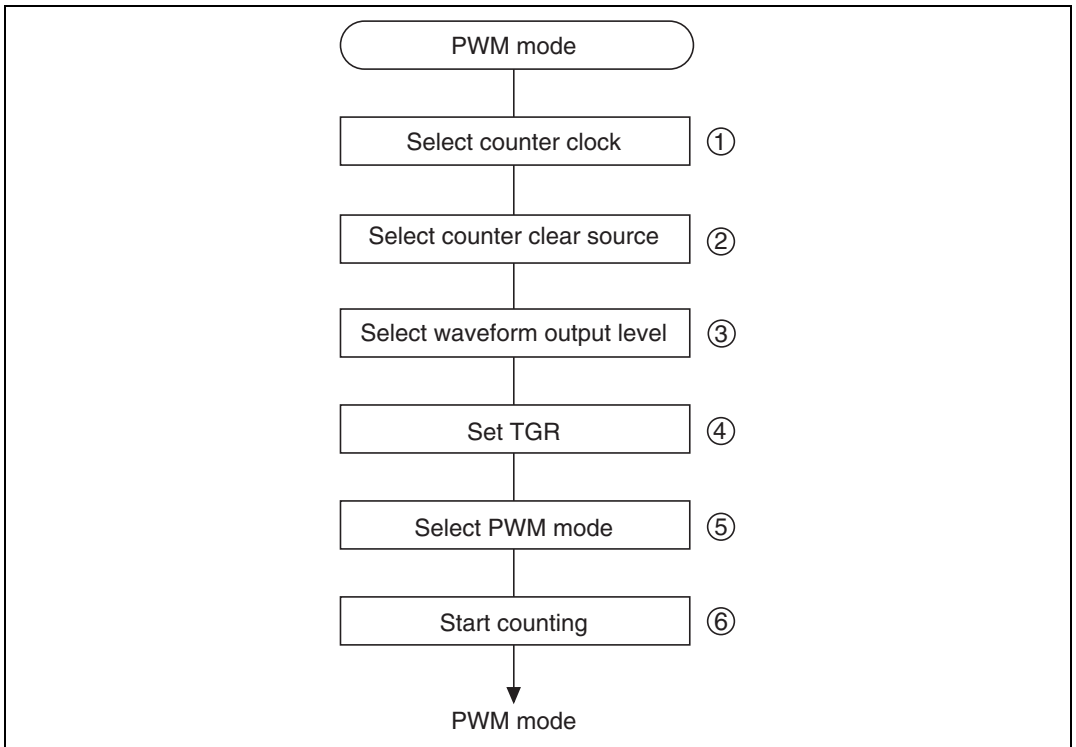 PWM mode
Select counter clock ①
Select counter clear source ②
Select waveform output level ③
Set TGR ④
Select PWM mode ⑤
Start counting ⑥
PWM mode